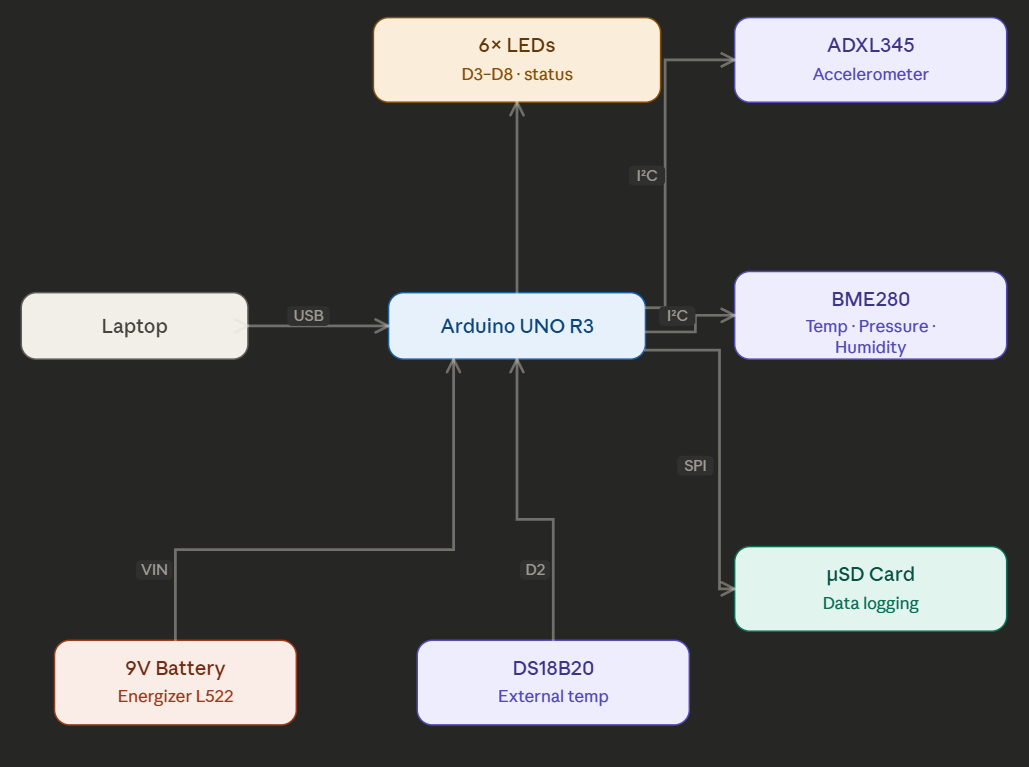 6× LEDs
D3–D8 · status
ADXL345
Accelerometer
I²C
Laptop
USB
Arduino UNO R3
I²C
BME280
Temp · Pressure ·
Humidity
SPI
VIN
D2
µSD Card
Data logging
9V Battery
Energizer L522
DS18B20
External temp